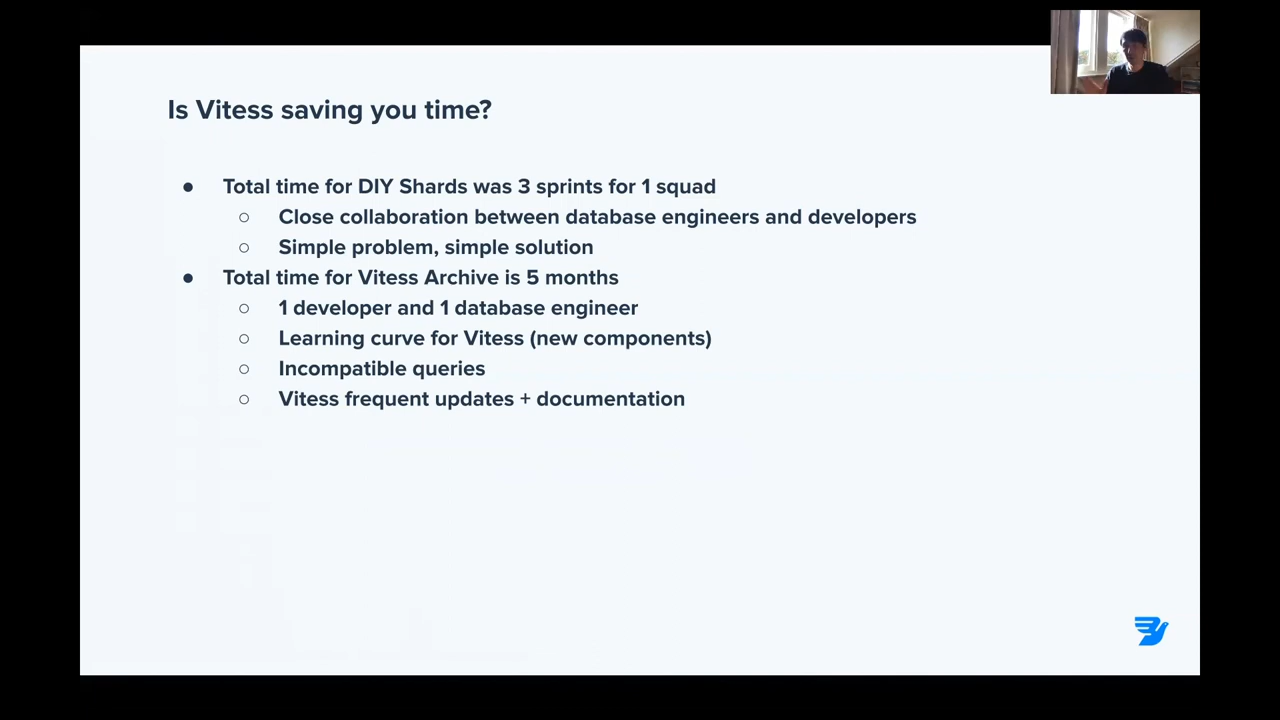 Is Vitess saving you time?
● Total time for DIY Shards was 3 sprints for 1 squad
○ Close collaboration between database engineers and developers
○ Simple problem, simple solution
● Total time for Vitess Archive is 5 months
○ 1 developer and 1 database engineer
○ Learning curve for Vitess (new components)
○ Incompatible queries
○ Vitess frequent updates + documentation